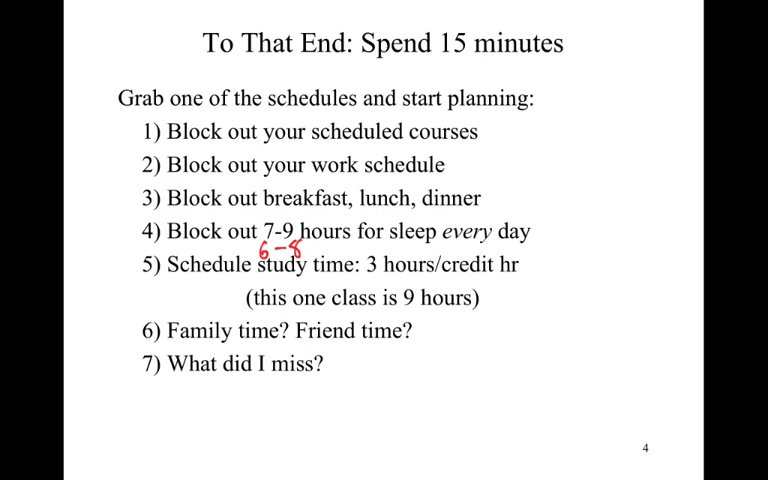 To That End: Spend 15 minutes
Grab one of the schedules and start planning:
1) Block out your scheduled courses
2) Block out your work schedule
3) Block out breakfast, lunch, dinner
4) Block out 7-9 hours for sleep every day
6-8
5) Schedule study time: 3 hours/credit hr
(this one class is 9 hours)
6) Family time? Friend time?
7) What did I miss?
4